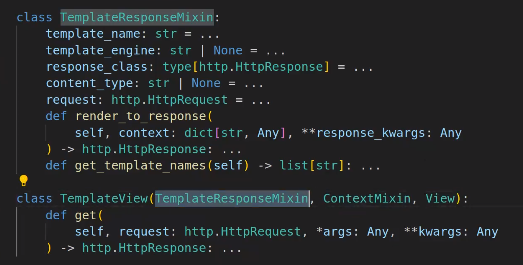 class TemplateResponseMixin:
    template_name: str = ...
    template_engine: str | None = ...
    response_class: type[http.HttpResponse] = ...
    content_type: str | None = ...
    request: http.HttpRequest = ...
    def render_to_response(
        self, context: dict[str, Any], **response_kwargs: Any
    ) -> http.HttpResponse: ...
    def get_template_names(self) -> list[str]: ...
class TemplateView(TemplateResponseMixin, ContextMixin, View):
    def get(
        self, request: http.HttpRequest, *args: Any, **kwargs: Any
    ) -> http.HttpResponse: ...